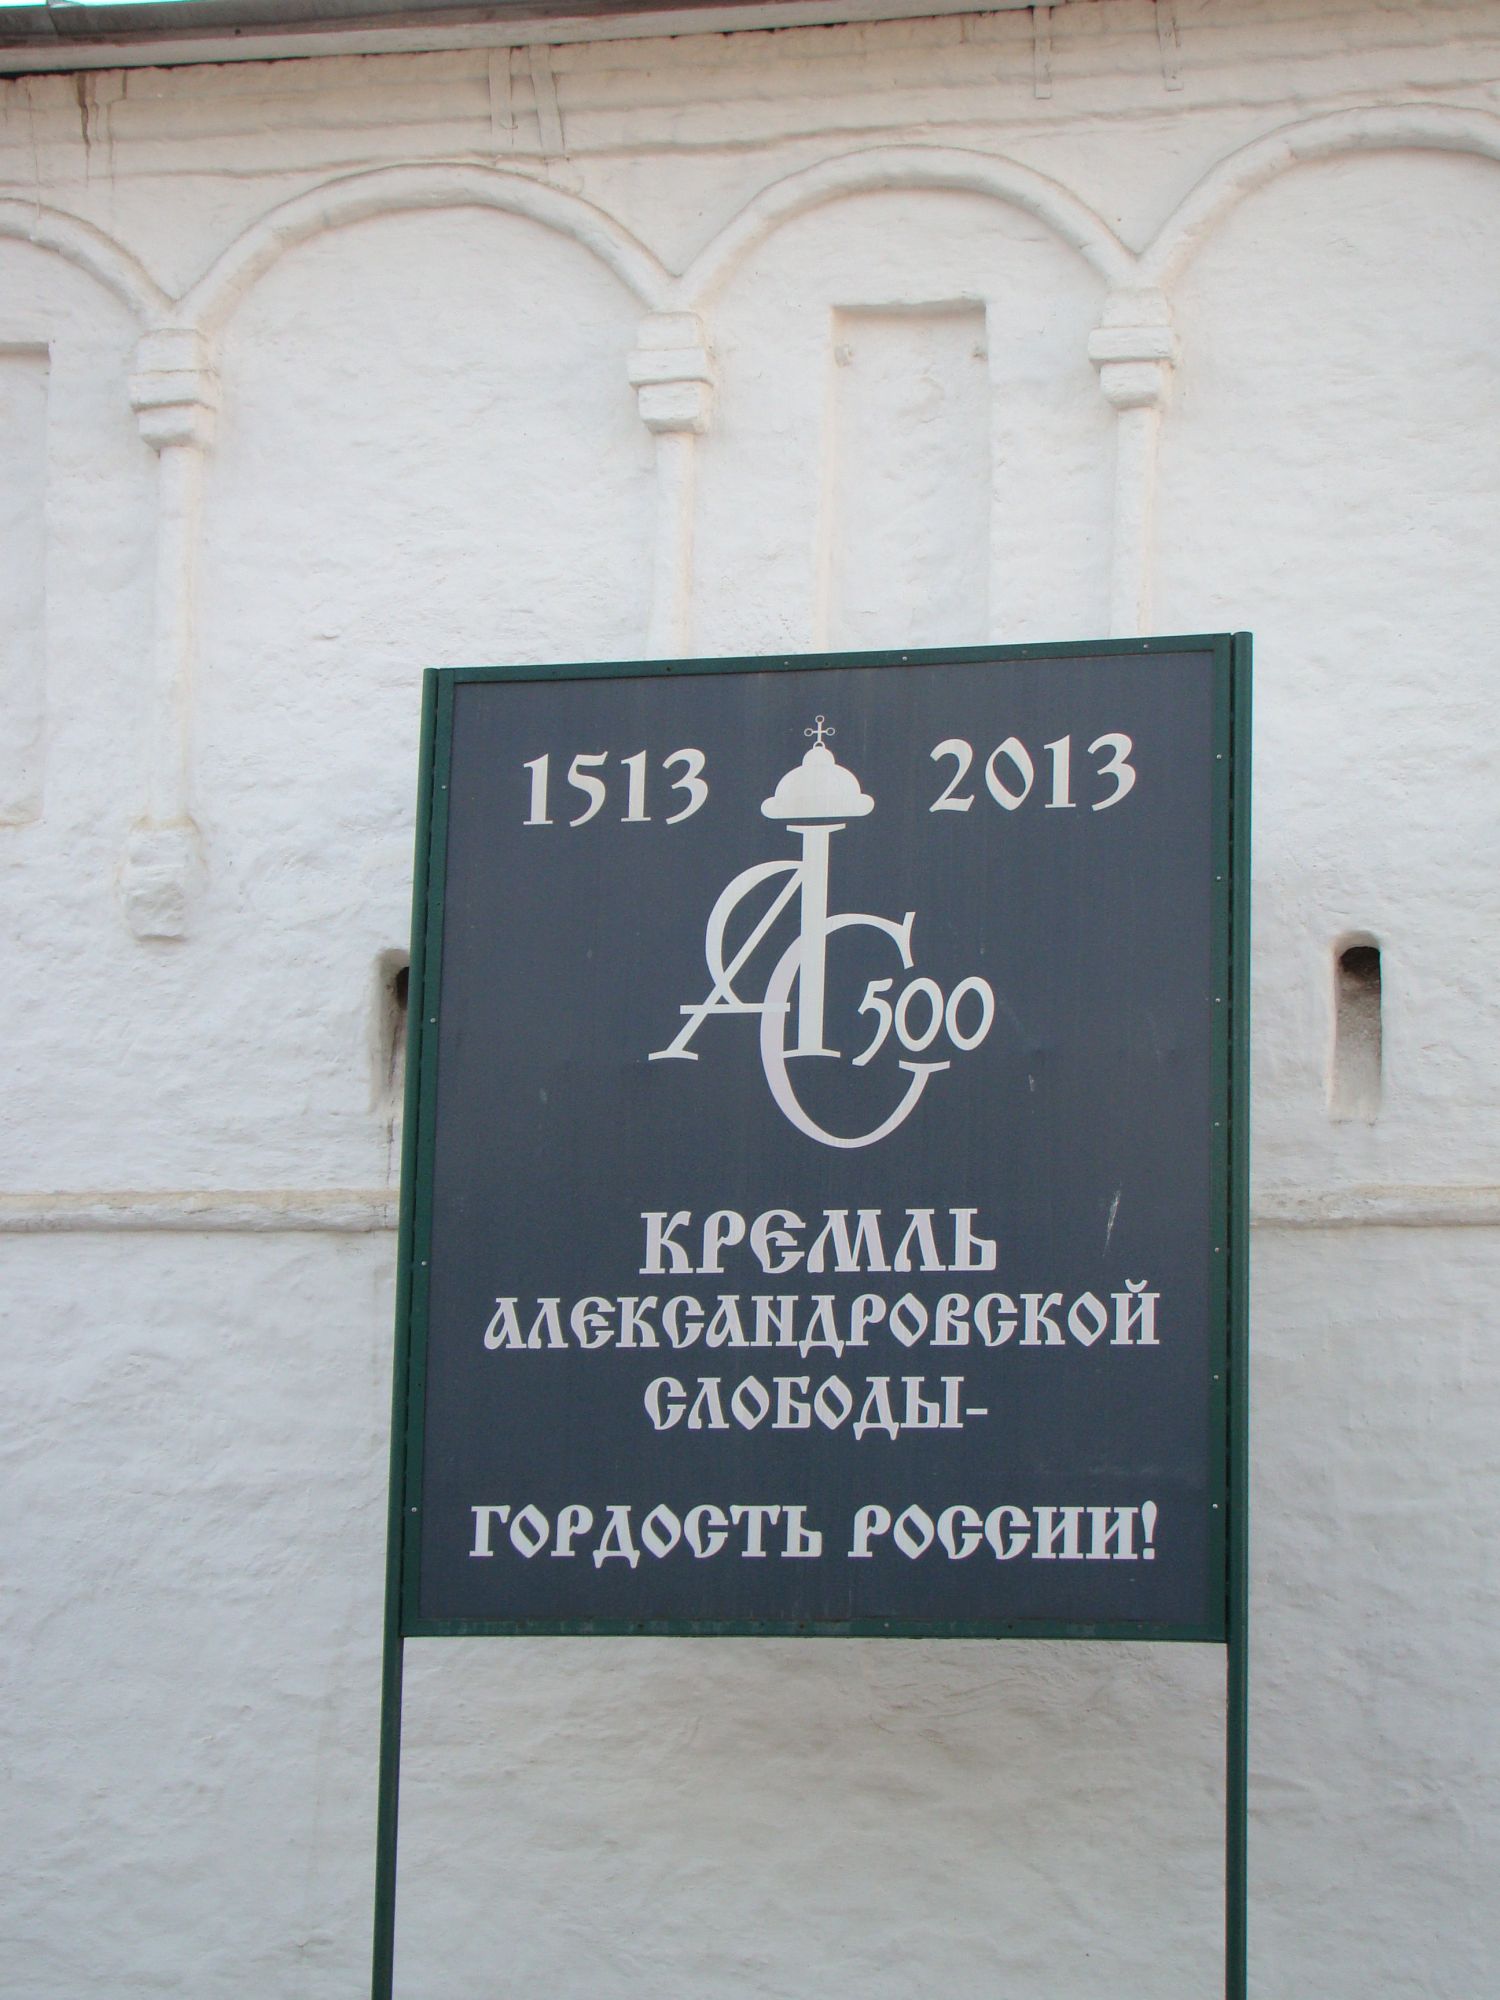 1513 2013
АС 500
КРЕМЛЬ
АЛЕКСАНДРОВСКОЙ
СЛОБОДЫ-
ГОРДОСТЬ РОССИИ!